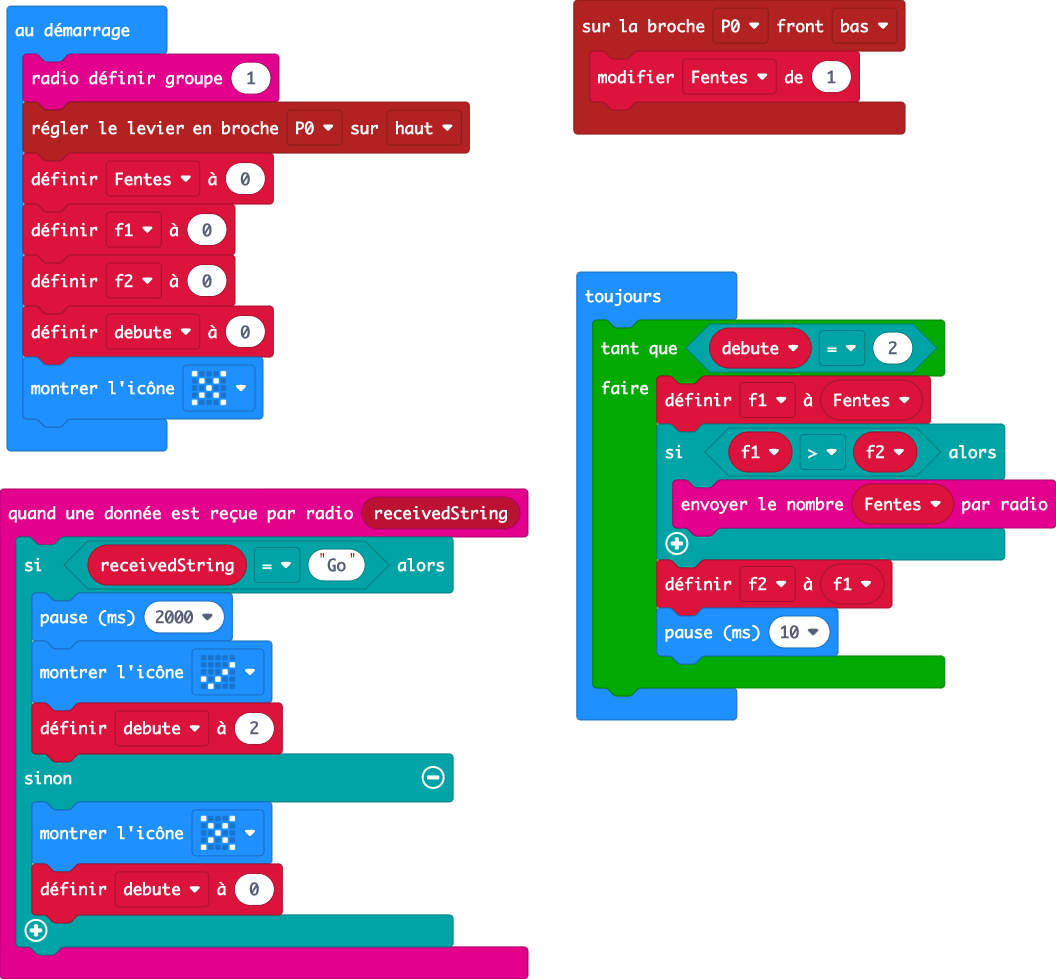 au démarrage
radio définir groupe 1
régler le levier en broche P0 sur haut
définir Fentes à 0
définir f1 à 0
définir f2 à 0
définir debute à 0
montrer l'icône
sur la broche P0 front bas
modifier Fentes de 1
quand une donnée est reçue par radio receivedString
si receivedString = "Go" alors
pause (ms) 2000
montrer l'icône
définir debute à 2
sinon
montrer l'icône
définir debute à 0
toujours
tant que debute = 2
faire
définir f1 à Fentes
si f1 > f2 alors
envoyer le nombre Fentes par radio
définir f2 à f1
pause (ms) 10